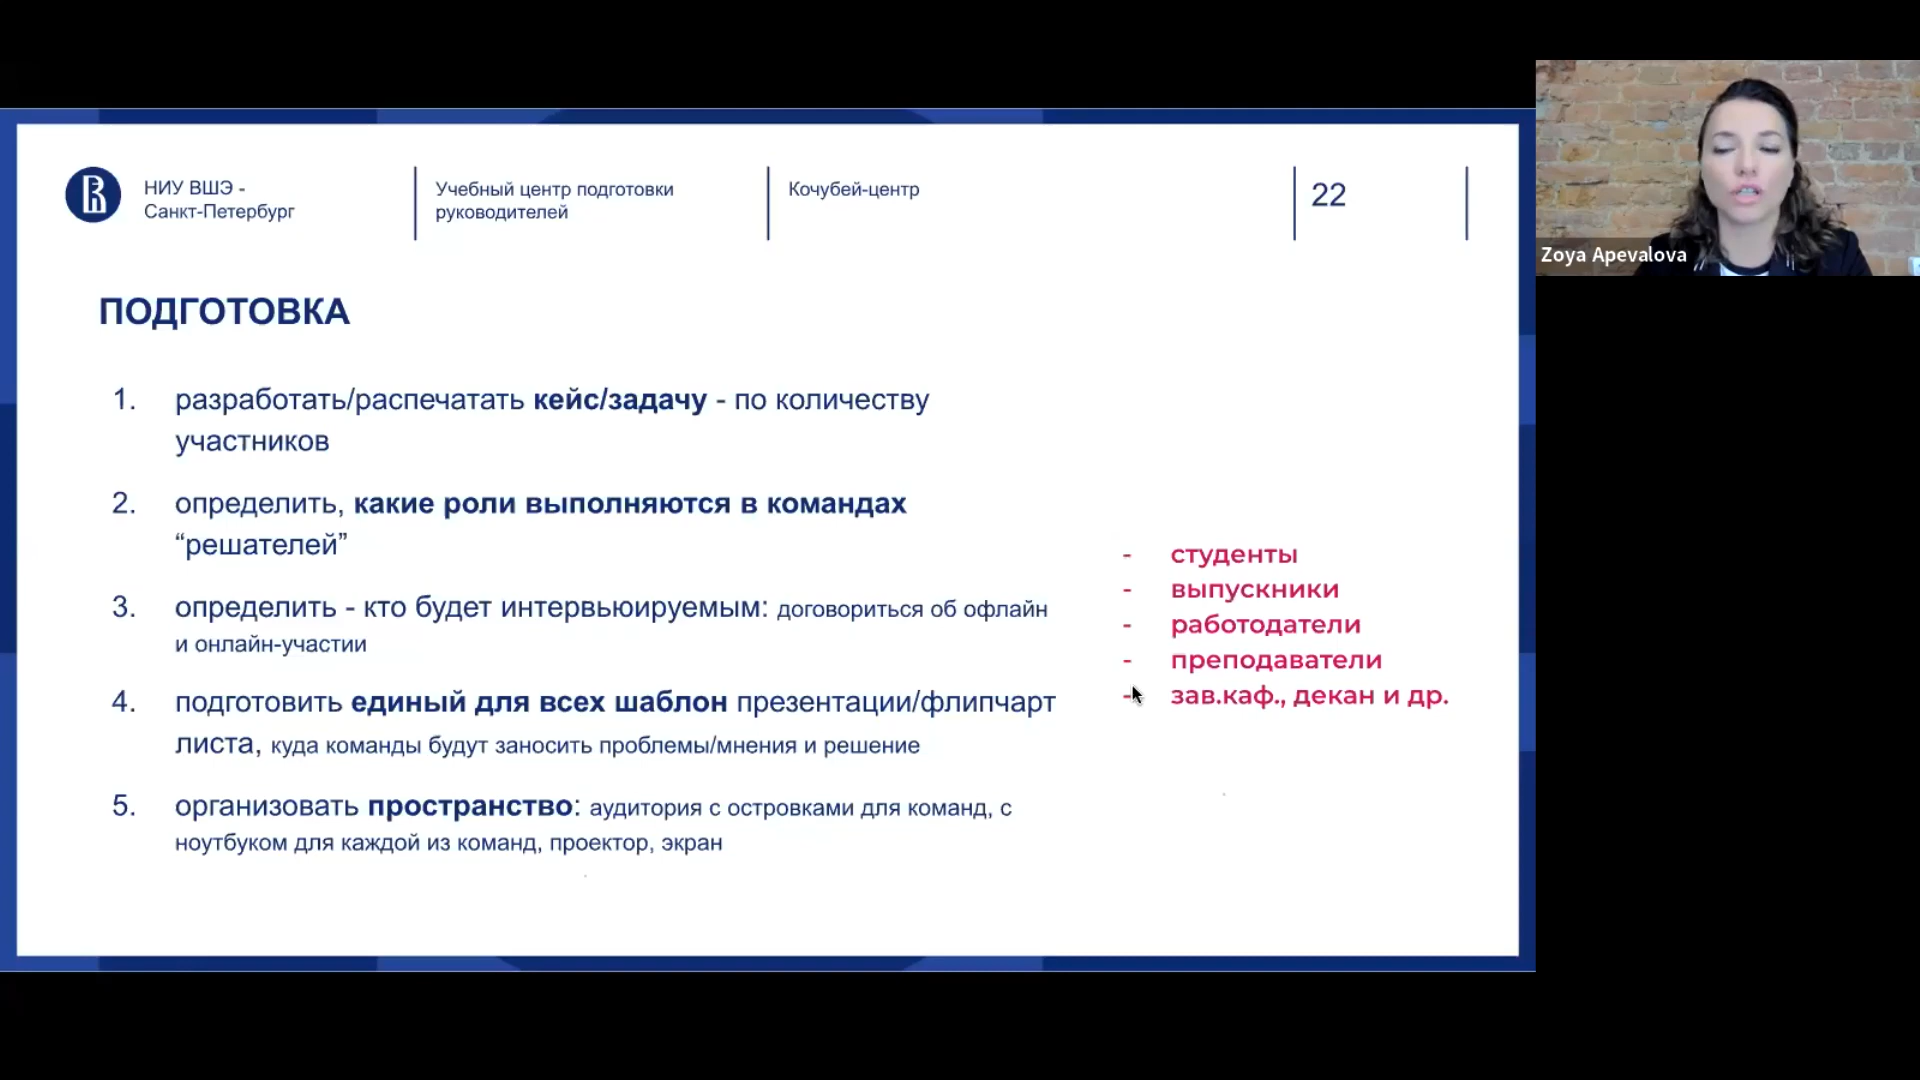 НИУ ВШЭ -
Санкт-Петербург
Учебный центр подготовки
руководителей
Кочубей-центр
22
Zoya Apevalova
ПОДГОТОВКА
1. разработать/распечатать кейс/задачу - по количеству
участников
2. определить, какие роли выполняются в командах
“решателей”
3. определить - кто будет интервьюируемым: договориться об офлайн
и онлайн-участии
4. подготовить единый для всех шаблон презентации/флипчарт
листа, куда команды будут заносить проблемы/мнения и решение
5. организовать пространство: аудитория с островками для команд, с
ноутбуком для каждой из команд, проектор, экран
- студенты
- выпускники
- работодатели
- преподаватели
- зав.каф., декан и др.